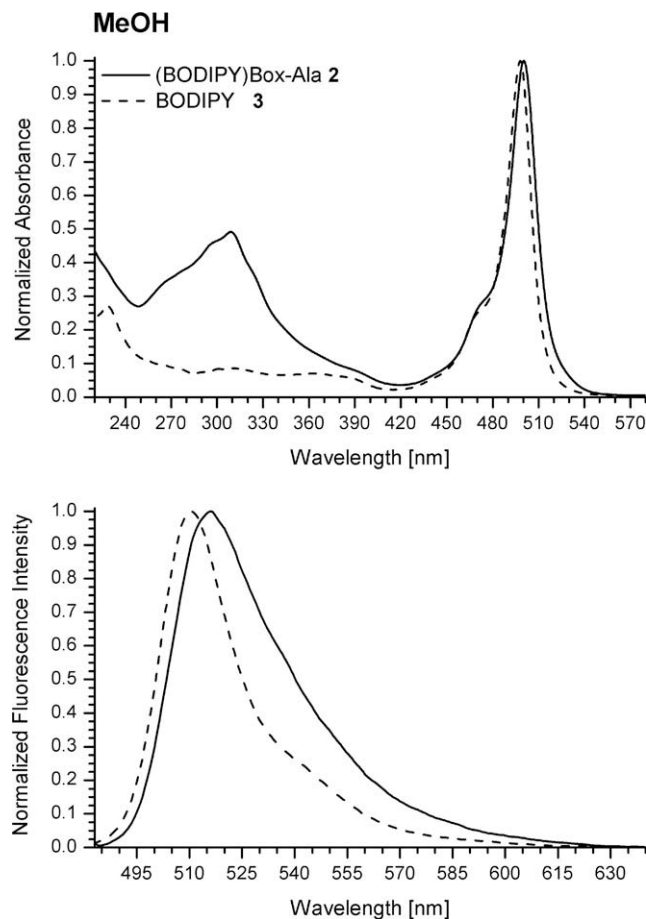 MeOH
(BODIPY)Box-Ala 2
BODIPY 3
Normalized Absorbance
1.0
0.9
0.8
0.7
0.6
0.5
0.4
0.3
0.2
0.1
0.0
240 270 300 330 360 390 420 450 480 510 540 570
Wavelength [nm]
Normalized Fluorescence Intensity
1.0
0.9
0.8
0.7
0.6
0.5
0.4
0.3
0.2
0.1
0.0
495 510 525 540 555 570 585 600 615 630
Wavelength [nm]